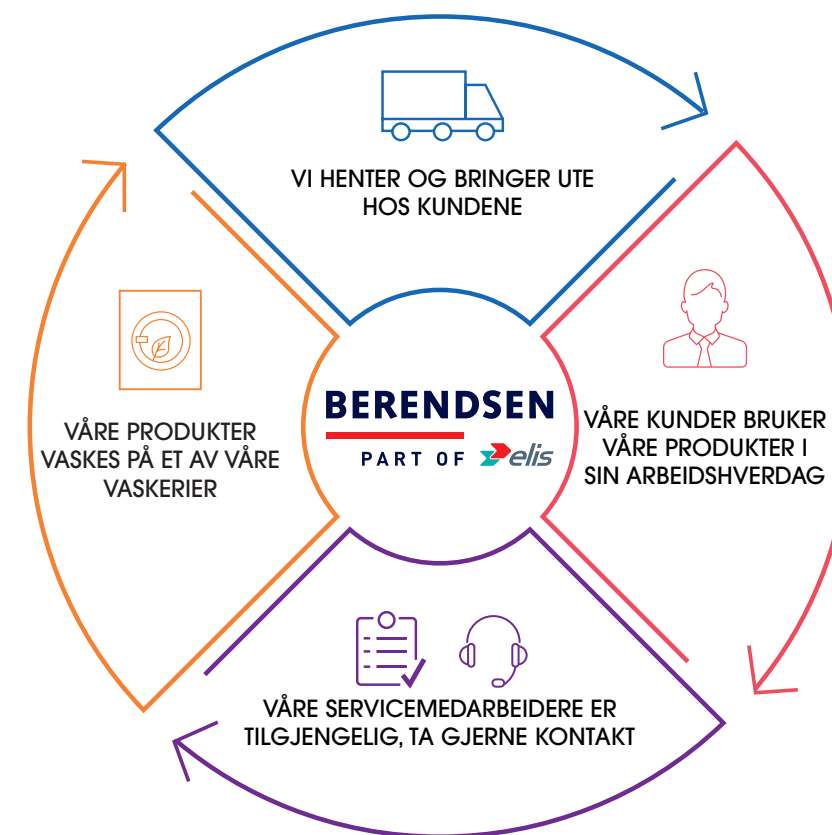 VI HENTER OG BRINGER UTE
HOS KUNDENE
VÅRE KUNDER BRUKER
VÅRE PRODUKTER I
SIN ARBEIDSHVERDAG
VÅRE SERVICEMEDARBEIDERE ER
TILGJENGELIG, TA GJERNE KONTAKT
VÅRE PRODUKTER
VASKES PÅ ET AV VÅRE
VASKERIER
BERENDSEN
PART OF elis